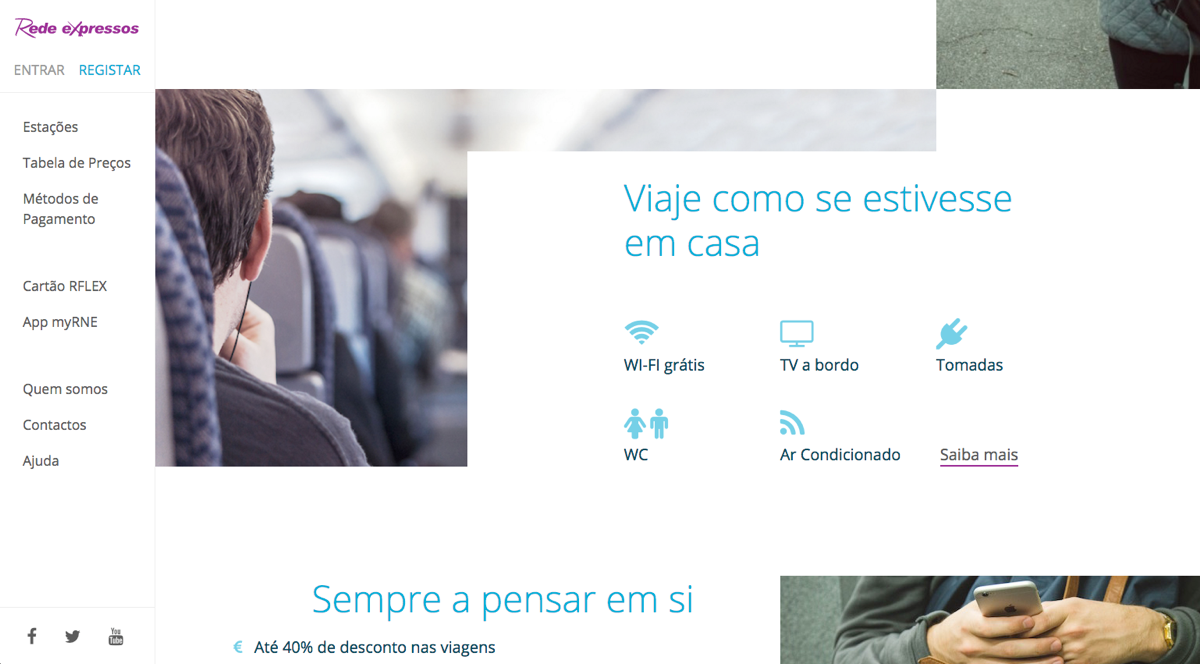 Rede expressos
ENTRAR REGISTAR
Estações
Tabela de Preços
Métodos de
Pagamento
Cartão RFLEX
App myRNE
Quem somos
Contactos
Ajuda
You
Tube
Viaje como se estivesse
em casa
WI-FI grátis
TV a bordo
Tomadas
WC
Ar Condicionado
Saiba mais
Sempre a pensar em si
€ Até 40% de desconto nas viagens